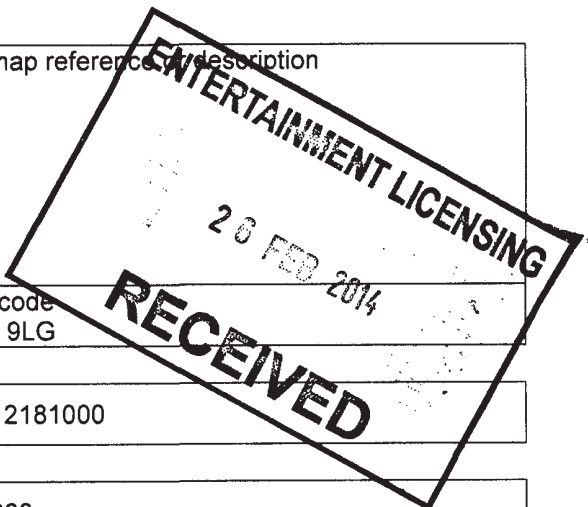 map reference or description
ENTERTAINMENT LICENSING
26 FEB 2014
RECEIVED
code
9LG
2181000